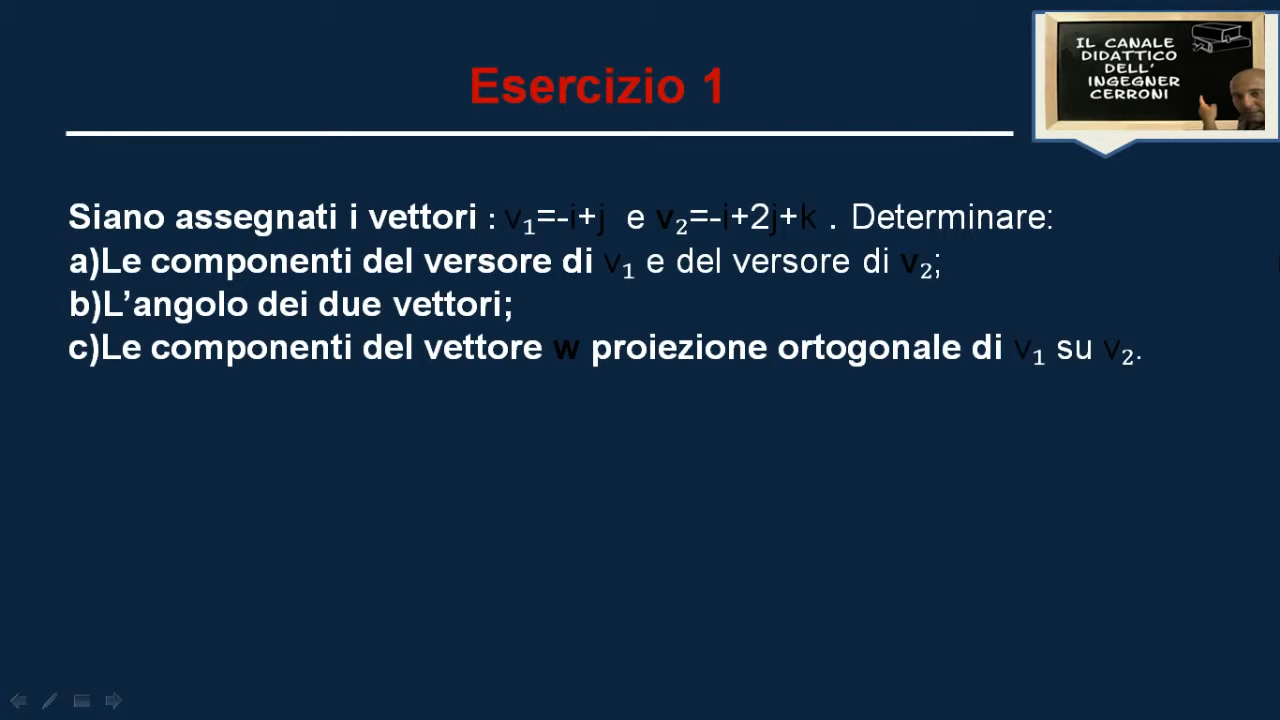 Esercizio 1
IL CANALE
DIDATTICO
DELL'
INGEGNER
CERRONI
Siano assegnati i vettori : v₁=-i+j e v₂=-i+2j+k . Determinare:
a)Le componenti del versore di v₁ e del versore di v₂;
b)L’angolo dei due vettori;
c)Le componenti del vettore w proiezione ortogonale di v₁ su v₂.